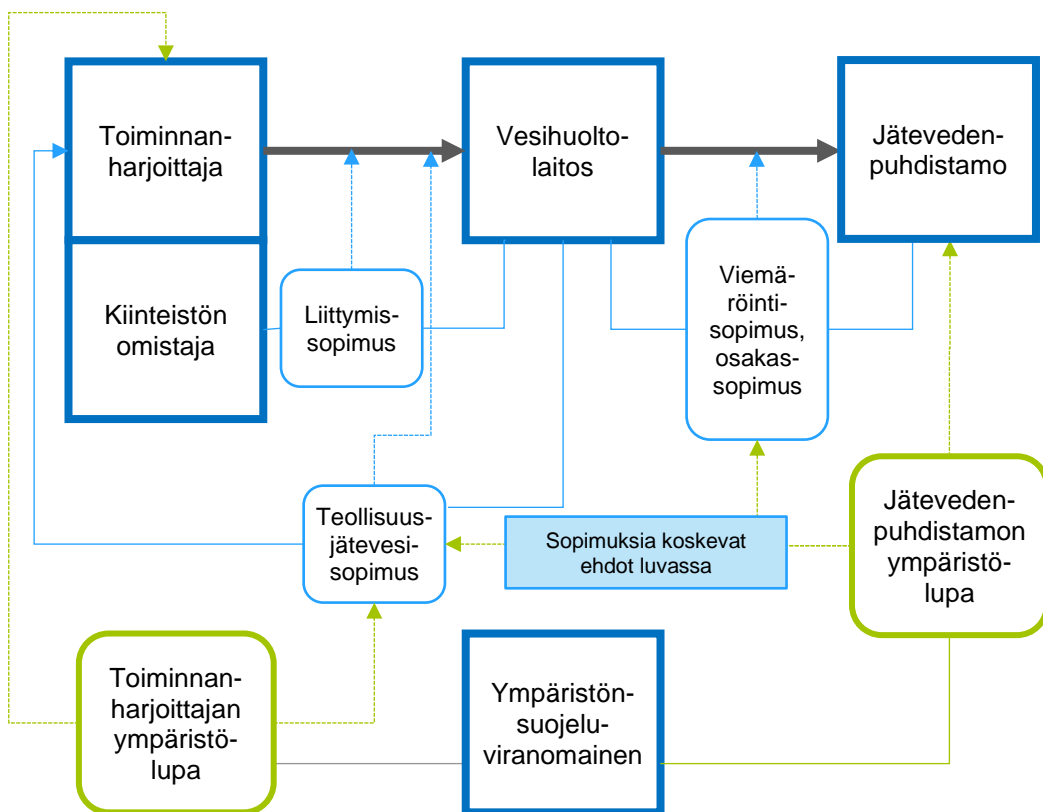 Toiminnan-
harjoittaja
Vesihuolto-
laitos
Jäteveden-
puhdistamo
Kiinteistön
omistaja
Liittymis-
sopimus
Viemä-
röinti-
sopimus,
osakas-
sopimus
Teollisuus-
jätevesi-
sopimus
Sopimuksia koskevat
ehdot luvassa
Jäteveden-
puhdistamon
ympäristö-
lupa
Toiminnan-
harjoittajan
ympäristö-
lupa
Ympäristön-
suojelu-
viranomainen